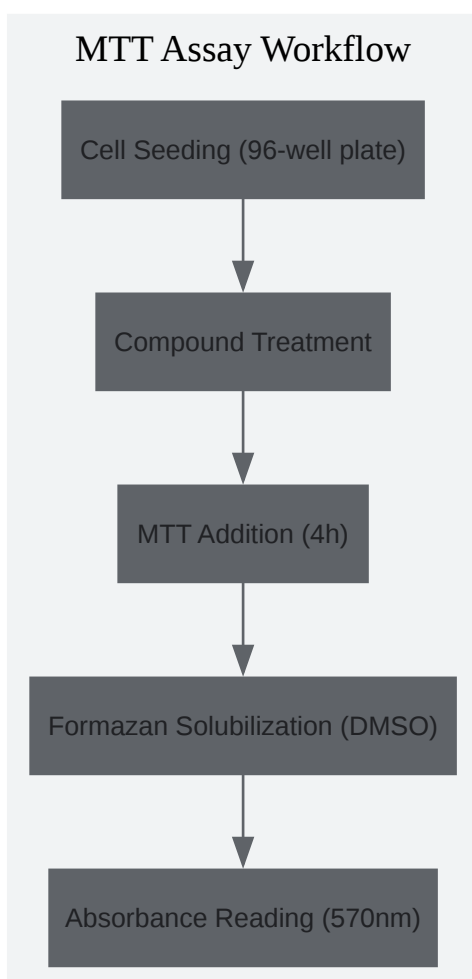 MTT Assay Workflow
Cell Seeding (96-well plate)
Compound Treatment
MTT Addition (4h)
Formazan Solubilization (DMSO)
Absorbance Reading (570nm)